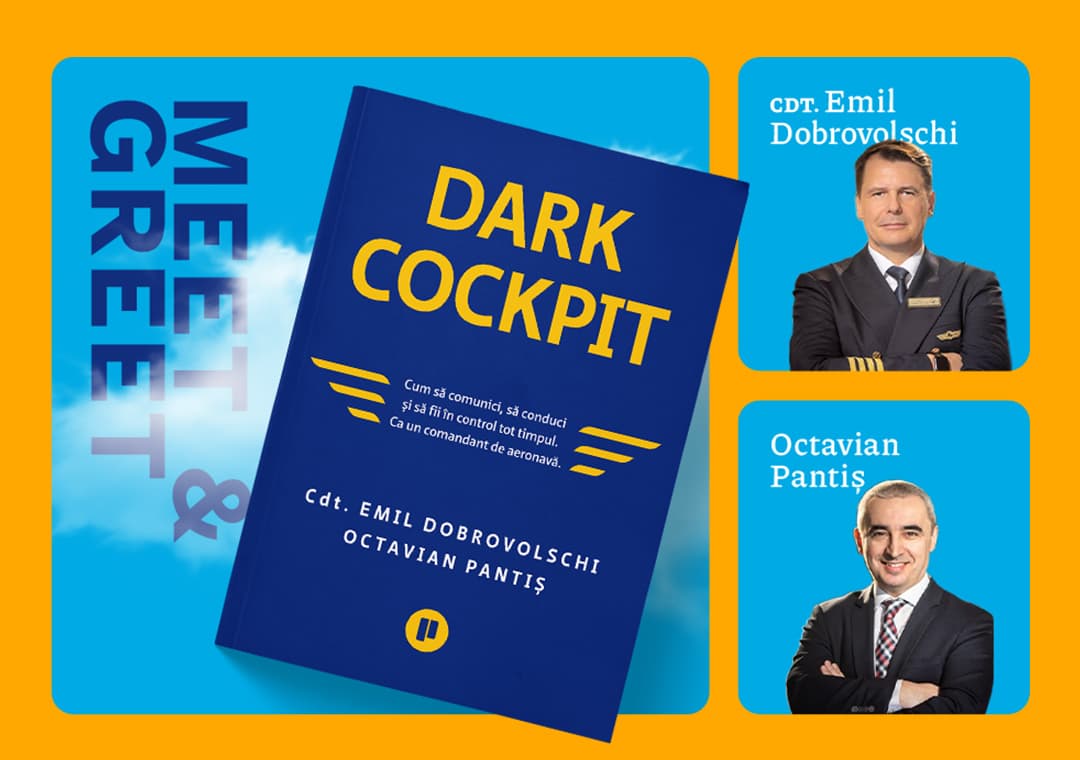 MEET &
GREET
DARK
COCKPIT
Cum să comunici, să conduci
și să fii în control tot timpul.
Ca un comandant de aeronavă.
Cdt. EMIL DOBROVOLSCHI
OCTAVIAN PANTIȘ
P
CDT. Emil
Dobrovolschi
Octavian
Pantiș